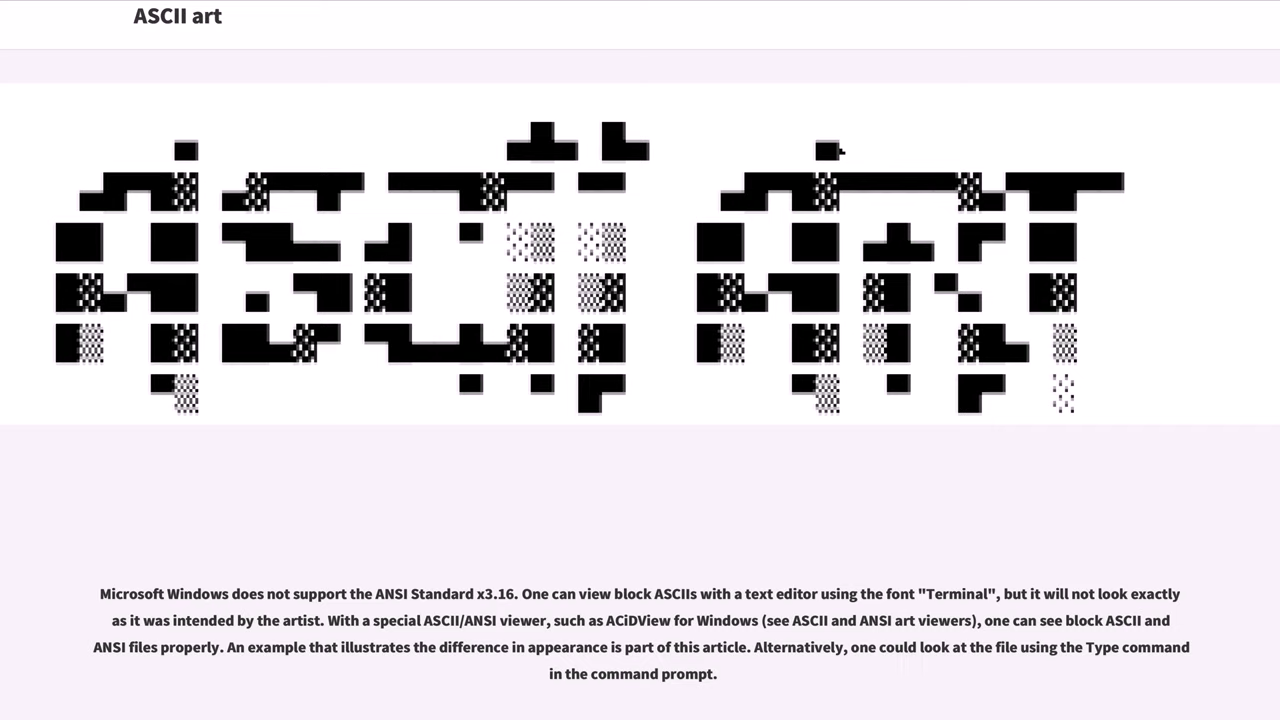 ASCII art
ASCII ART
Microsoft Windows does not support the ANSI Standard x3.16. One can view block ASCIIs with a text editor using the font "Terminal", but it will not look exactly
as it was intended by the artist. With a special ASCII/ANSI viewer, such as ACiDView for Windows (see ASCII and ANSI art viewers), one can see block ASCII and
ANSI files properly. An example that illustrates the difference in appearance is part of this article. Alternatively, one could look at the file using the Type command
in the command prompt.